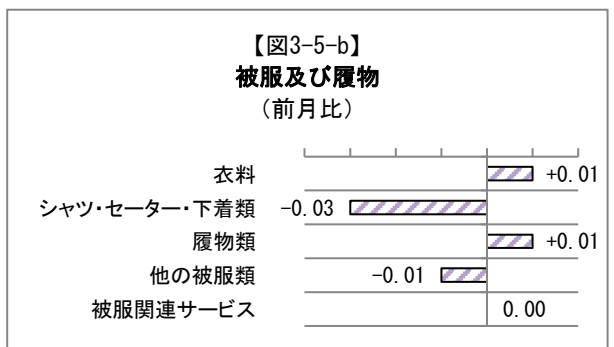 【図3-5-b】
被服及び履物
（前月比）
衣料 +0.01
シャツ・セーター・下着類 -0.03
履物類 +0.01
他の被服類 -0.01
被服関連サービス 0.00